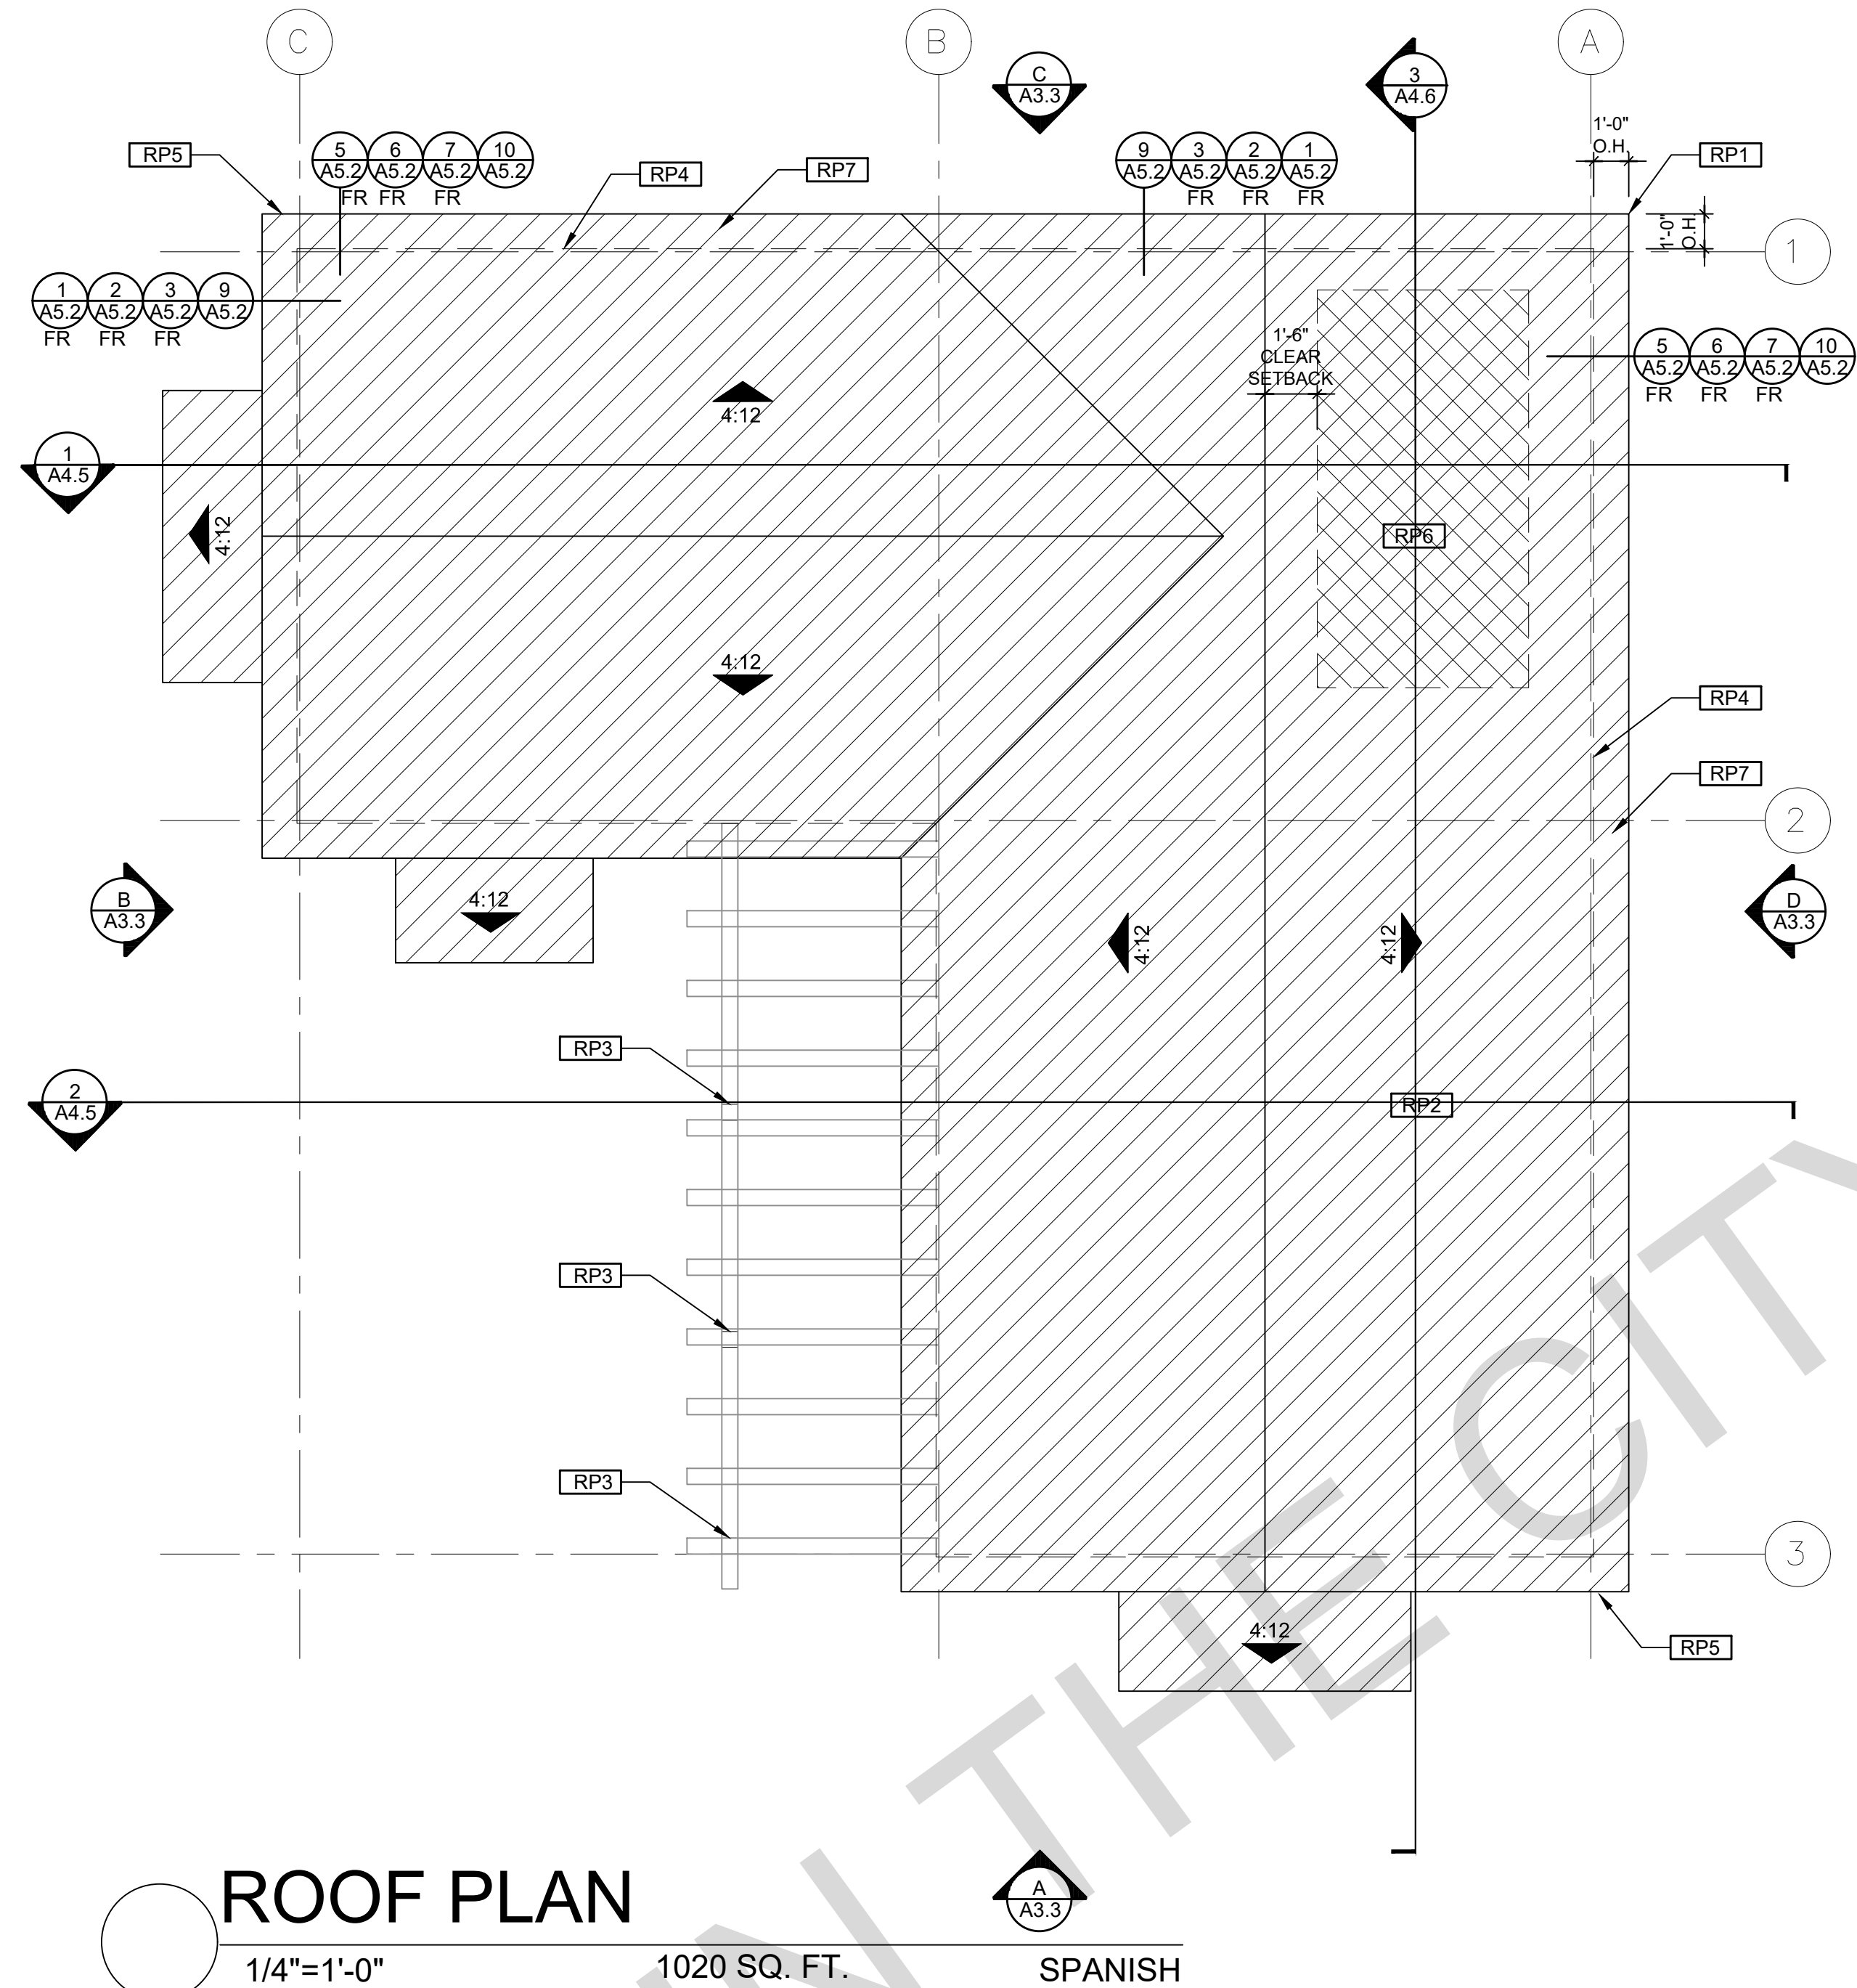 C
B
A
C
A3.3
3
A4.6
1'-0"
O.H.
RP5
5
A5.2
FR
6
A5.2
FR
7
A5.2
FR
10
A5.2
RP4
RP7
9
A5.2
3
A5.2
FR
2
A5.2
FR
1
A5.2
FR
RP1
1'-0"
O.H.
1
1
A5.2
FR
2
A5.2
FR
3
A5.2
FR
9
A5.2
1'-6"
CLEAR
SETBACK
5
A5.2
FR
6
A5.2
FR
7
A5.2
FR
10
A5.2
4:12
1
A4.5
4:12
RP6
4:12
RP4
RP7
2
4:12
B
A3.3
D
A3.3
4:12
4:12
RP3
2
A4.5
RP2
RP3
RP3
3
4:12
RP5
ROOF PLAN
A
A3.3
1/4"=1'-0"
1020 SQ. FT.
SPANISH
IN THE CITY